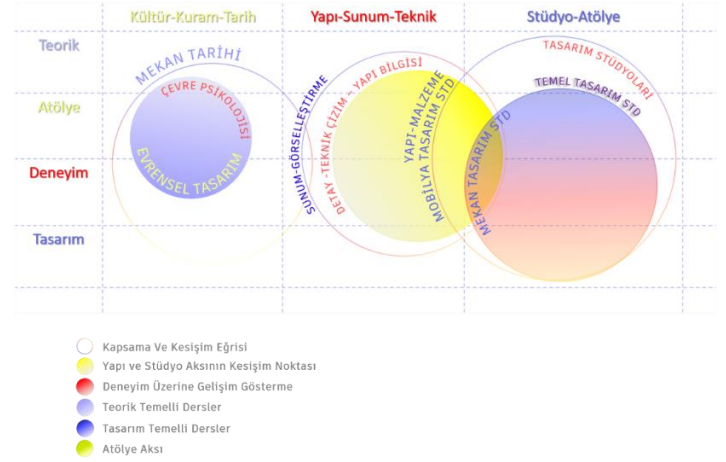 Kültür-Kuram-Tarih
Yapı-Sunum-Teknik
Stüdyo-Atölye
Teorik
Atölye
Deneyim
Tasarım
MEKAN TARİHİ
ÇEVRE PSİKOLOJİSİ
EVRENSEL TASARIM
SUNUM-GÖRSELLEŞTİRME
DETAY -TEKNİK ÇİZİM – YAPI BİLGİSİ
YAPI-MALZEME
MOBİLYA TASARIM STD
MEKAN TASARIM STD
TASARIM STÜDYOLARI
TEMEL TASARIM STD
Kapsama Ve Kesişim Eğrisi
Yapı ve Stüdyo Aksının Kesişim Noktası
Deneyim Üzerine Gelişim Gösterme
Teorik Temelli Dersler
Tasarım Temelli Dersler
Atölye Aksı